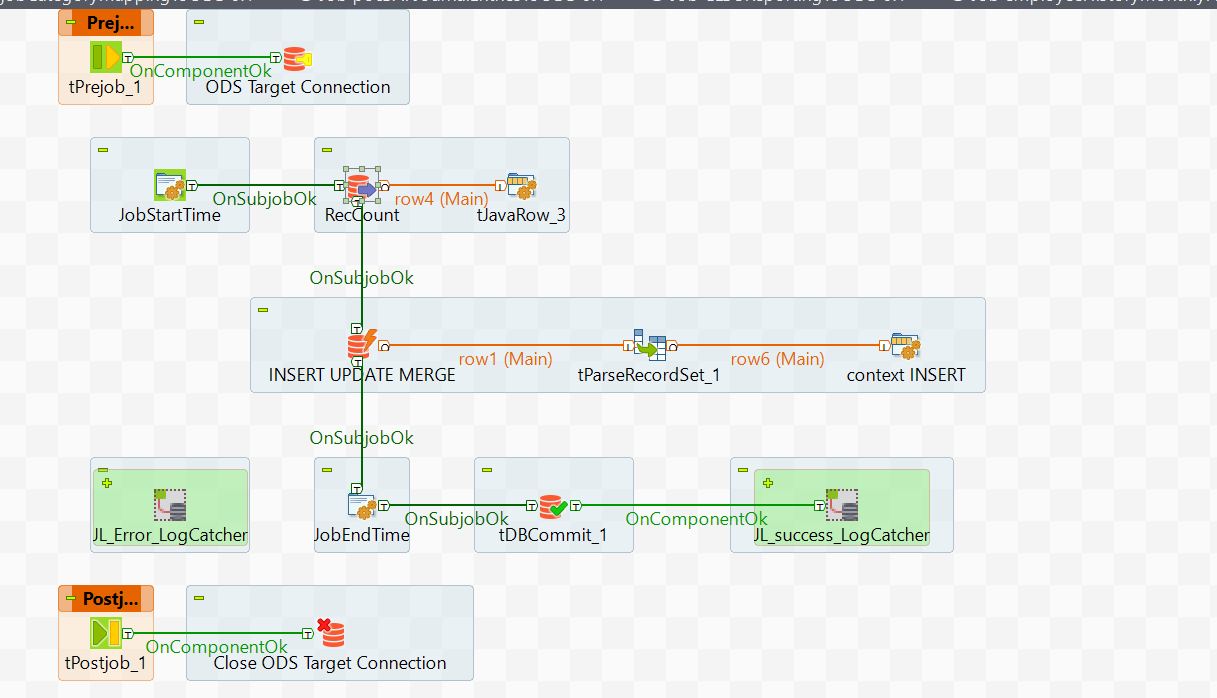 Prej...
OnComponentOk
tPrejob_1
ODS Target Connection
OnSubjobOk
row4 (Main)
JobStartTime
RecCount
tJavaRow_3
OnSubjobOk
row1 (Main)
row6 (Main)
INSERT UPDATE MERGE
tParseRecordSet_1
context INSERT
OnSubjobOk
OnSubjobOk
OnComponentOk
JL_Error_LogCatcher
JobEndTime
tDBCommit_1
JL_success_LogCatcher
Postj...
OnComponentOk
tPostjob_1
Close ODS Target Connection